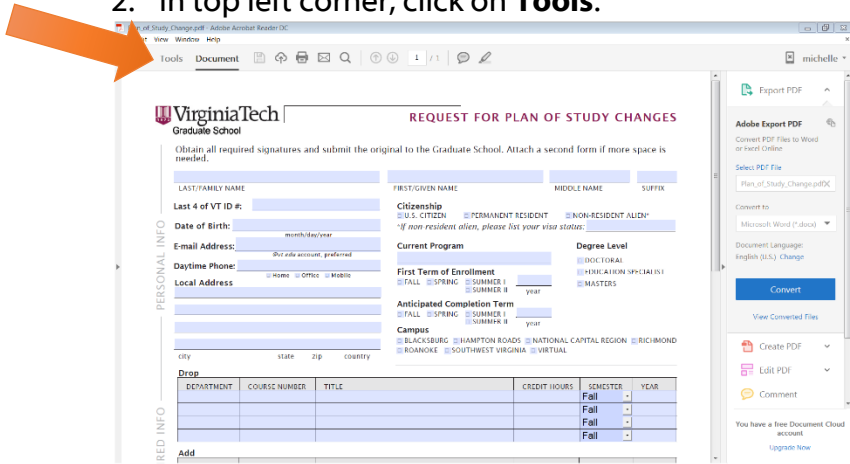 2. In top left corner, click on Tools.
Plan_of_Study_Change.pdf - Adobe Acrobat Reader DC
View Window Help
Tools Document 1 / 1 michelle
Export PDF
Adobe Export PDF
Convert PDF Files to Word
or Excel Online
Select PDF File
Plan_of_Study_Change.pdf
Convert to
Microsoft Word (*.docx)
Document Language:
English (U.S.) Change
Convert
View Converted Files
Create PDF
Edit PDF
Comment
You have a free Document Cloud
account
Upgrade Now
VirginiaTech
Graduate School
REQUEST FOR PLAN OF STUDY CHANGES
Obtain all required signatures and submit the original to the Graduate School. Attach a second form if more space is
needed.
LAST/FAMILY NAME FIRST/GIVEN NAME MIDDLE NAME SUFFIX
PERSONAL INFO
Last 4 of VT ID #:
Date of Birth:
month/day/year
E-mail Address:
(@vt.edu account, preferred
Daytime Phone:
Home Office Mobile
Local Address
city state zip country
Citizenship
U.S. CITIZEN PERMANENT RESIDENT NON-RESIDENT ALIEN*
*If non resident alien, please list your visa status:
Current Program Degree Level
DOCTORAL
EDUCATION SPECIALIST
MASTERS
First Term of Enrollment
FALL SPRING SUMMER I
SUMMER II year
Anticipated Completion Term
FALL SPRING SUMMER I
SUMMER II year
Campus
BLACKSBURG HAMPTON ROADS NATIONAL CAPITAL REGION RICHMOND
ROANOKE SOUTHWEST VIRGINIA VIRTUAL
RED INFO
Drop
DEPARTMENT COURSE NUMBER TITLE CREDIT HOURS SEMESTER YEAR
Fall
Fall
Fall
Fall
Add